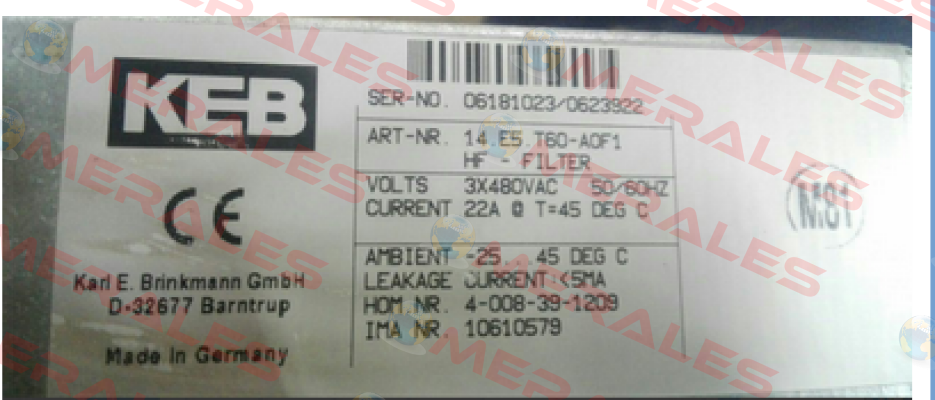 KEB
SER-NO. 06181023/0623922
ART-NR. 14.E5.T60-A0F1
HF FILTER
VOLTS 3X480VAC 50/60HZ
CURRENT 22A @ T=45 DEG C
CE
AMBIENT -25.. 45 DEG C
LEAKAGE CURRENT:<5MA
HOM.NR. 4-008-39-1209
IMA NR. 10610579
Karl E. Brinkmann GmbH
D-32677 Barntrup
Made in Germany
M81
OMERALES